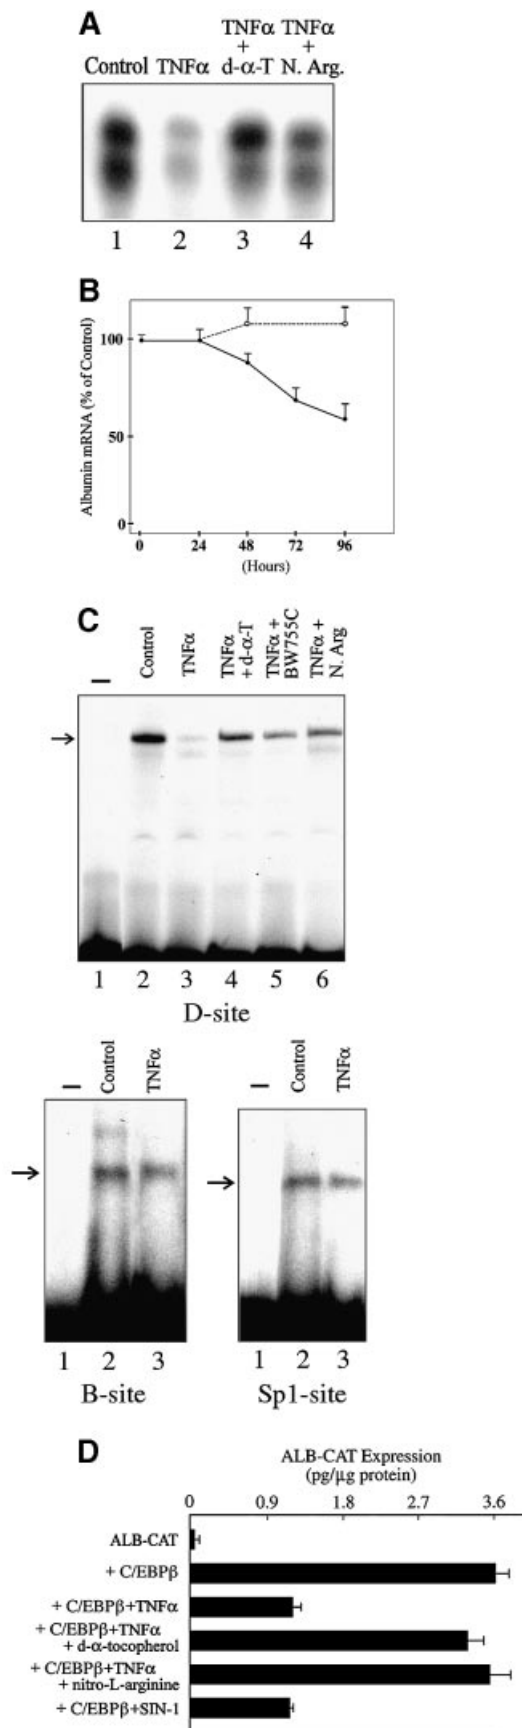 A
TNFα TNFα
+ +
Control TNFα d-α-T N. Arg.
1 2 3 4
B
Albumin mRNA (% of Control)
100
50
0
0 24 48 72 96
(Hours)
C
– Control TNFα TNFα + d-α-T TNFα + BW755C TNFα + N. Arg
→
1 2 3 4 5 6
D-site
– Control TNFα
– Control TNFα
→
→
1 2 3
1 2 3
B-site
Sp1-site
D
ALB-CAT Expression
(pg/µg protein)
0 0.9 1.8 2.7 3.6
ALB-CAT
+ C/EBPβ
+ C/EBPβ+TNFα
+ C/EBPβ+TNFα
+ d-α-tocopherol
+ C/EBPβ+TNFα
+ nitro-L-arginine
+ C/EBPβ+SIN-1